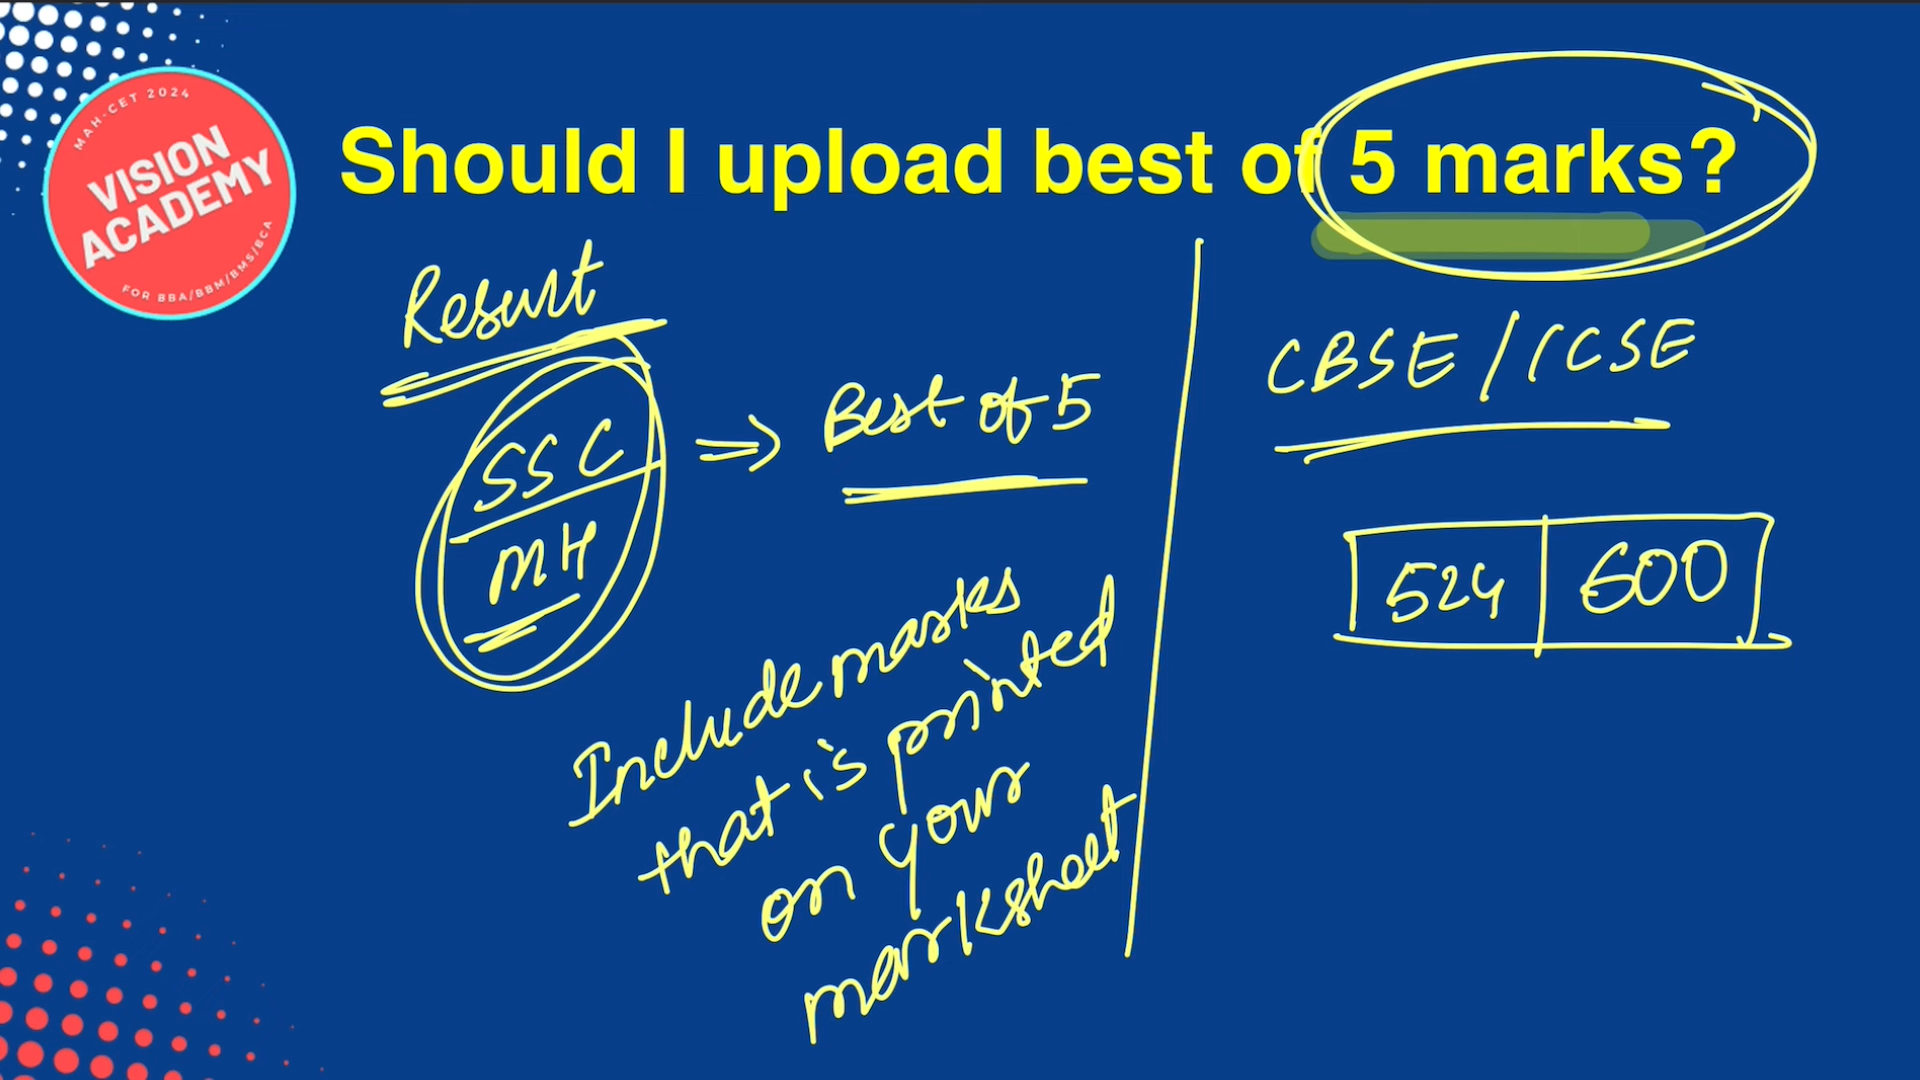 MAH-CET 2024
VISION
ACADEMY
FOR BBA/BBM/BMS/BCA
Should I upload best of 5 marks?
Result
SSC
MH
⇒ Best of 5
Include marks
that is printed
on your
marksheet
CBSE / ICSE
524 | 600